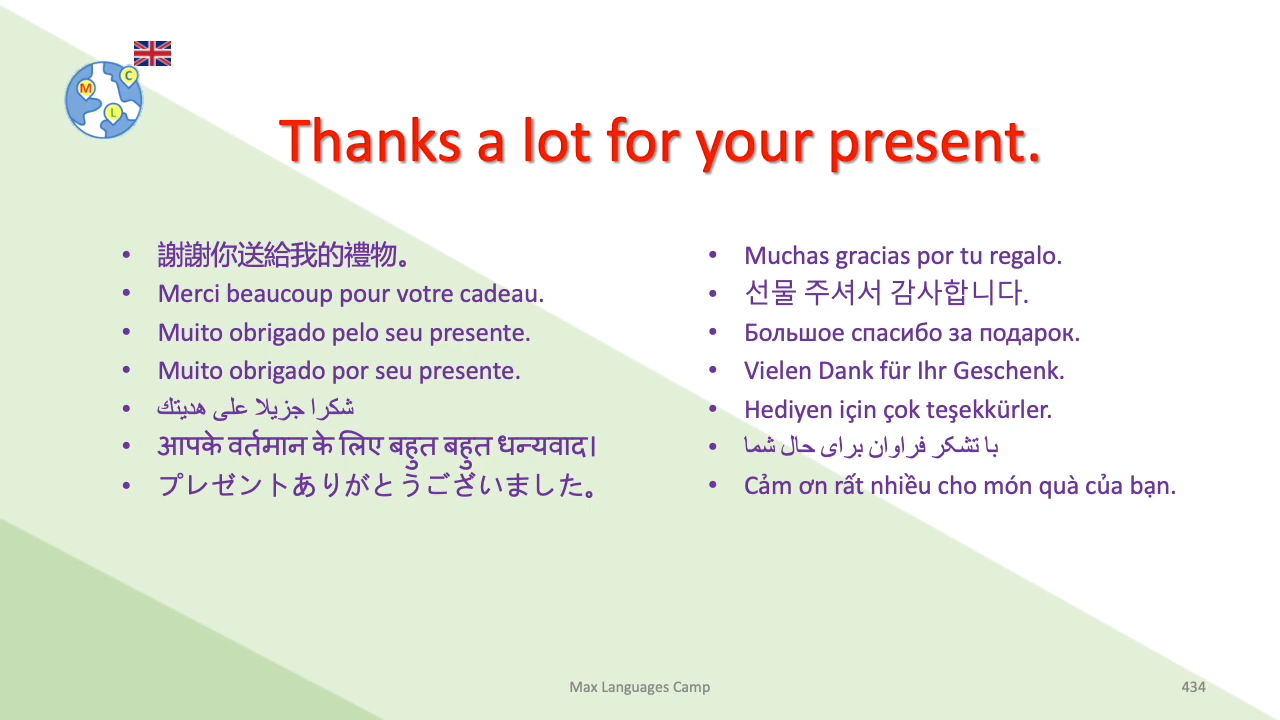 M
C
L
Thanks a lot for your present.
謝謝你送給我的禮物。
Merci beaucoup pour votre cadeau.
Muito obrigado pelo seu presente.
Muito obrigado por seu presente.
شكرا جزيلا على هديتك
आपके वर्तमान के लिए बहुत बहुत धन्यवाद।
プレゼントありがとうございました。
Muchas gracias por tu regalo.
선물 주셔서 감사합니다.
Большое спасибо за подарок.
Vielen Dank für Ihr Geschenk.
Hediyen için çok teşekkürler.
با تشکر فراوان برای حال شما
Cảm ơn rất nhiều cho món quà của bạn.
Max Languages Camp
434